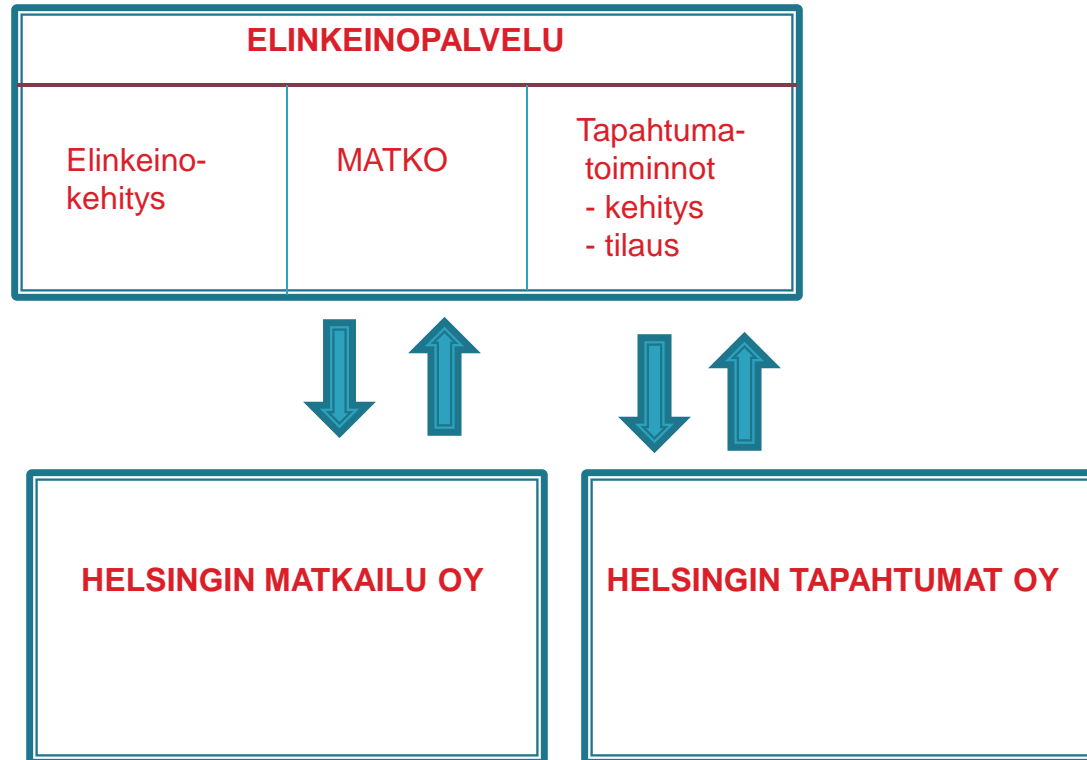 ELINKEINOPALVELU
Elinkeino-
kehitys
MATKO
Tapahtuma-
toiminnot
- kehitys
- tilaus
HELSINGIN MATKAILU OY
HELSINGIN TAPAHTUMAT OY